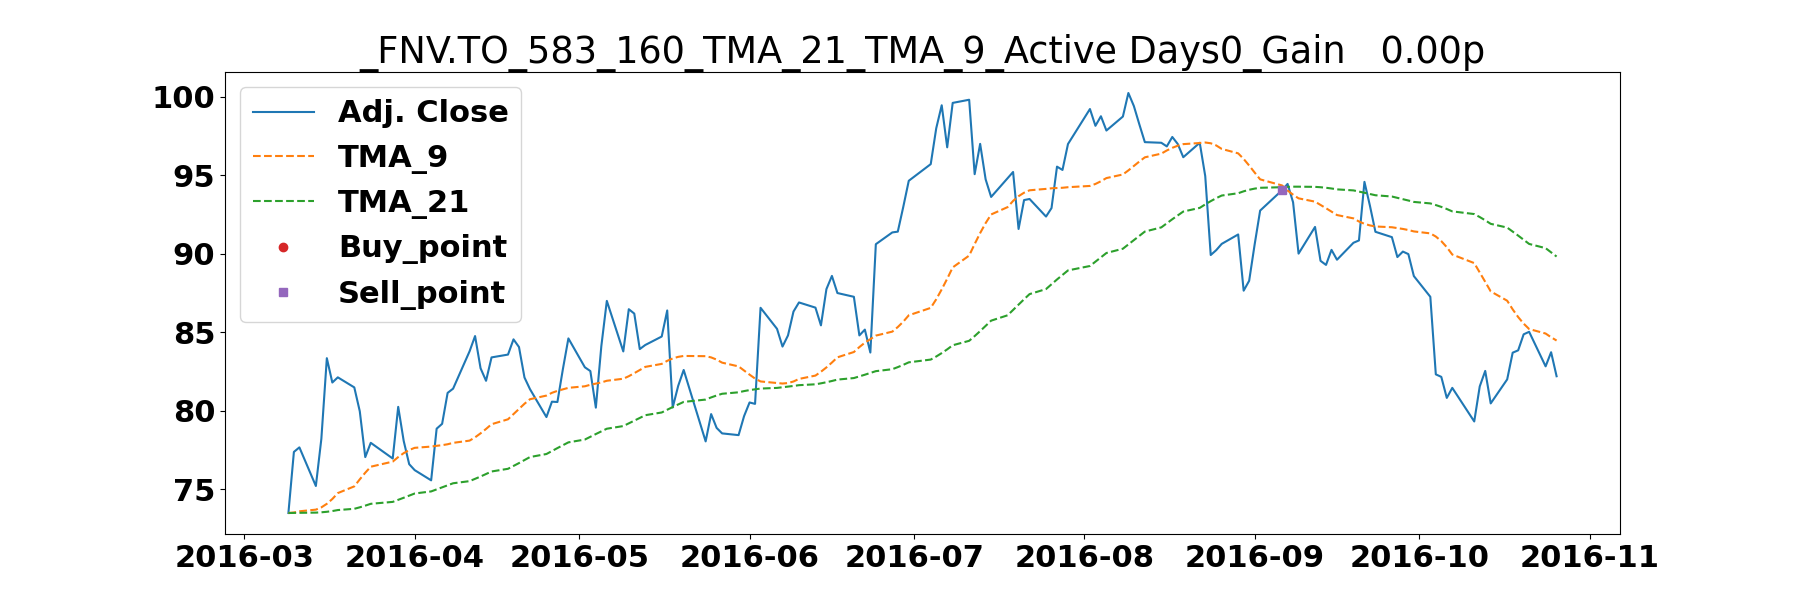 _FNV.TO_583_160_TMA_21_TMA_9_Active Days0_Gain   0.00p
100
95
90
85
80
75
Adj. Close
TMA_9
TMA_21
Buy_point
Sell_point
2016-03 2016-04 2016-05 2016-06 2016-07 2016-08 2016-09 2016-10 2016-11